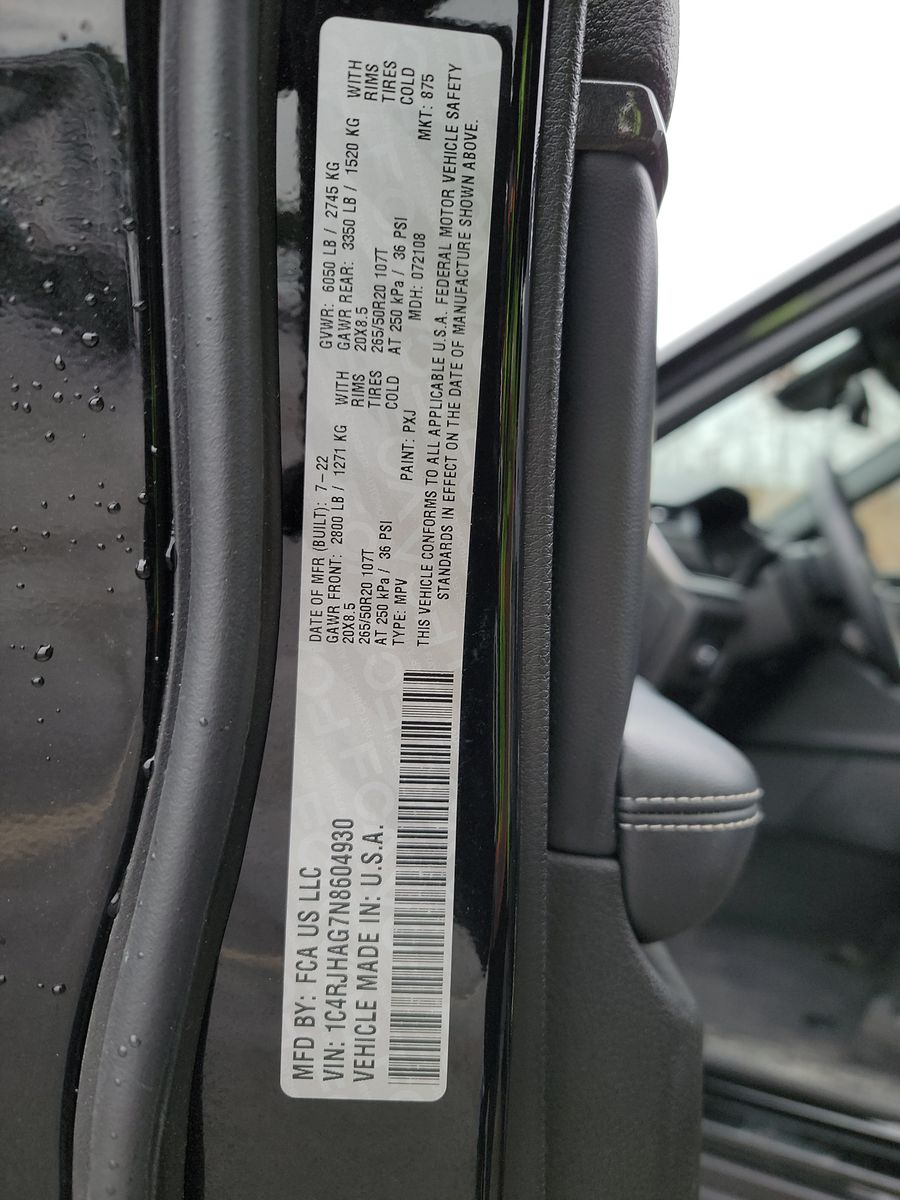 MFD BY: FCA US LLC
VIN: 1C4RJHAG7N8604930
VEHICLE MADE IN: U.S.A.
DATE OF MFR (BUILT): 7-22 GVWR: 6050 LB / 2745 KG
GAWR FRONT: 2800 LB / 1271 KG WITH GAWR REAR: 3350 LB / 1520 KG WITH
20X8.5 RIMS 20X8.5 RIMS
265/50R20 107T TIRES 265/50R20 107T TIRES
AT 250 kPa / 36 PSI COLD AT 250 kPa / 36 PSI COLD
TYPE: MPV PAINT: PXJ MDH: 072108 MKT: 875
THIS VEHICLE CONFORMS TO ALL APPLICABLE U.S.A. FEDERAL MOTOR VEHICLE SAFETY
STANDARDS IN EFFECT ON THE DATE OF MANUFACTURE SHOWN ABOVE.